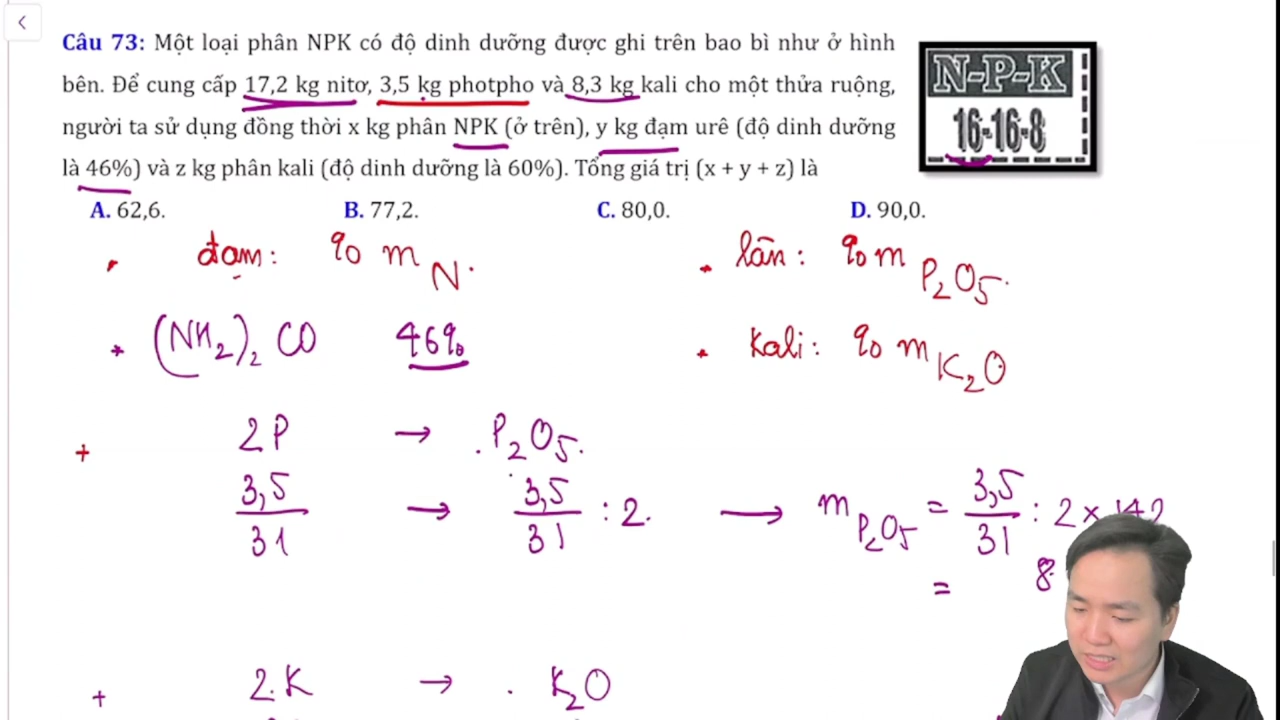 Câu 73: Một loại phân NPK có độ dinh dưỡng được ghi trên bao bì như ở hình
bên. Để cung cấp 17,2 kg nitơ, 3,5 kg photpho và 8,3 kg kali cho một thửa ruộng,
người ta sử dụng đồng thời x kg phân NPK (ở trên), y kg đạm urê (độ dinh dưỡng
là 46%) và z kg phân kali (độ dinh dưỡng là 60%). Tổng giá trị (x + y + z) là
N-P-K
16-16-8
A. 62,6. B. 77,2. C. 80,0. D. 90,0.
đạm: % m N
lân: % m P₂O₅
* (NH₂)₂ CO 46%
Kali: % m K₂O
+ 2P → P₂O₅
3,5/31 → 3,5/31 : 2 → m P₂O₅ = 3,5/31 : 2 × 142
= 8
+ 2.K → K₂O